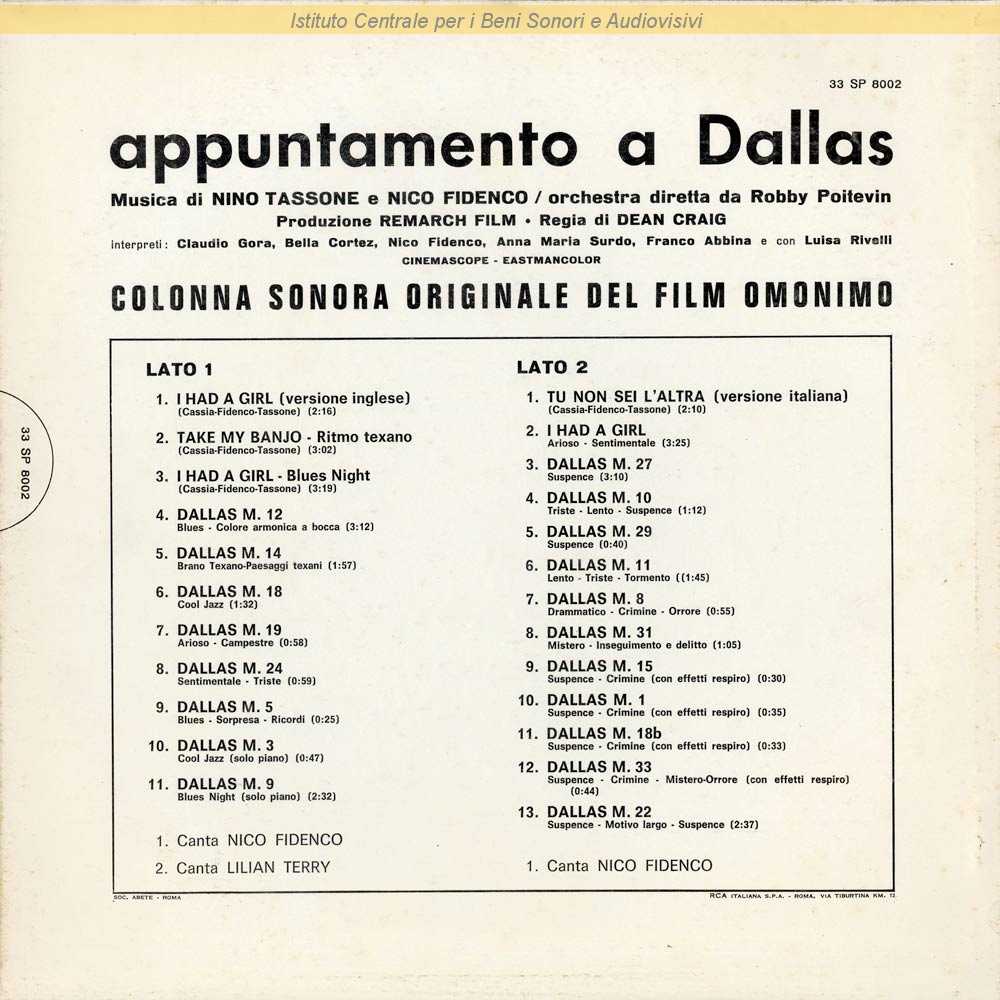 Istituto Centrale per i Beni Sonori e Audiovisivi
33 SP 8002
appuntamento a Dallas
Musica di NINO TASSONE e NICO FIDENCO / orchestra diretta da Robby Poitevin
Produzione REMARCH FILM • Regia di DEAN CRAIG
interpreti: Claudio Gora, Bella Cortez, Nico Fidenco, Anna Maria Surdo, Franco Abbina e con Luisa Rivelli
CINEMASCOPE - EASTMANCOLOR
COLONNA SONORA ORIGINALE DEL FILM OMONIMO
33 SP 8002
LATO 1
1. I HAD A GIRL (versione inglese)
(Cassia-Fidenco-Tassone) (2:16)
2. TAKE MY BANJO - Ritmo texano
(Cassia-Fidenco-Tassone) (3:02)
3. I HAD A GIRL - Blues Night
(Cassia-Fidenco-Tassone) (3:19)
4. DALLAS M. 12
Blues - Colore armonica a bocca (3:12)
5. DALLAS M. 14
Brano Texano-Paesaggi texani (1:57)
6. DALLAS M. 18
Cool Jazz (1:32)
7. DALLAS M. 19
Arioso - Campestre (0:58)
8. DALLAS M. 24
Sentimentale - Triste (0:59)
9. DALLAS M. 5
Blues - Sorpresa - Ricordi (0:25)
10. DALLAS M. 3
Cool Jazz (solo piano) (0:47)
11. DALLAS M. 9
Blues Night (solo piano) (2:32)
1. Canta NICO FIDENCO
2. Canta LILIAN TERRY
LATO 2
1. TU NON SEI L'ALTRA (versione italiana)
(Cassia-Fidenco-Tassone) (2:10)
2. I HAD A GIRL
Arioso - Sentimentale (3:25)
3. DALLAS M. 27
Suspence (3:10)
4. DALLAS M. 10
Triste - Lento - Suspence (1:12)
5. DALLAS M. 29
Suspence (0:40)
6. DALLAS M. 11
Lento - Triste - Tormento ((1:45)
7. DALLAS M. 8
Drammatico - Crimine - Orrore (0:55)
8. DALLAS M. 31
Mistero - Inseguimento e delitto (1:05)
9. DALLAS M. 15
Suspence - Crimine (con effetti respiro) (0:30)
10. DALLAS M. 1
Suspence - Crimine (con effetti respiro) (0:35)
11. DALLAS M. 18b
Suspence - Crimine (con effetti respiro) (0:33)
12. DALLAS M. 33
Suspence - Crimine - Mistero-Orrore (con effetti respiro)
(0:44)
13. DALLAS M. 22
Suspence - Motivo largo - Suspence (2:37)
1. Canta NICO FIDENCO
SOC. ABETE - ROMA
RCA ITALIANA S.P.A. - ROMA, VIA TIBURTINA KM. 12